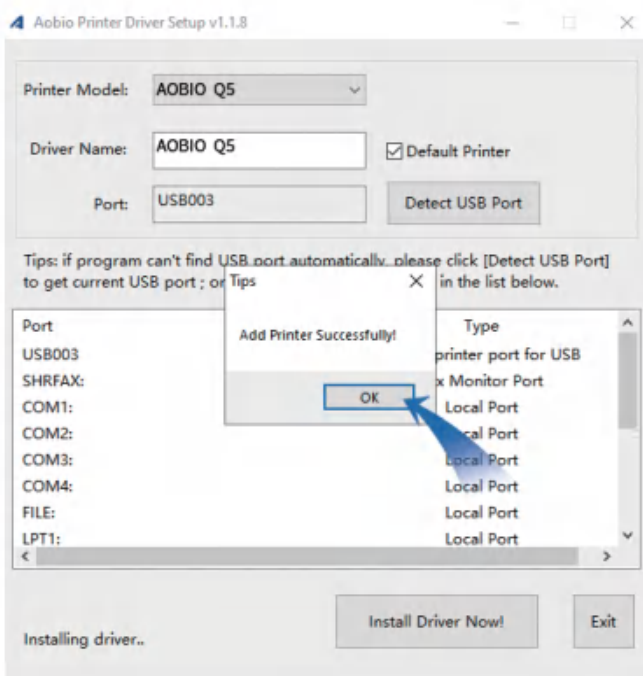 Aobio Printer Driver Setup v1.1.8
Printer Model: AOBIO Q5
Driver Name: AOBIO Q5 Default Printer
Port: USB003 Detect USB Port
Tips: if program can't find USB port automatically, please click [Detect USB Port]
to get current USB port ; or in the list below.
Tips
Add Printer Successfully!
OK
Port Type
USB003 printer port for USB
SHRFAX: x Monitor Port
COM1: Local Port
COM2: Local Port
COM3: Local Port
COM4: Local Port
FILE: Local Port
LPT1: Local Port
Installing driver.. Install Driver Now! Exit